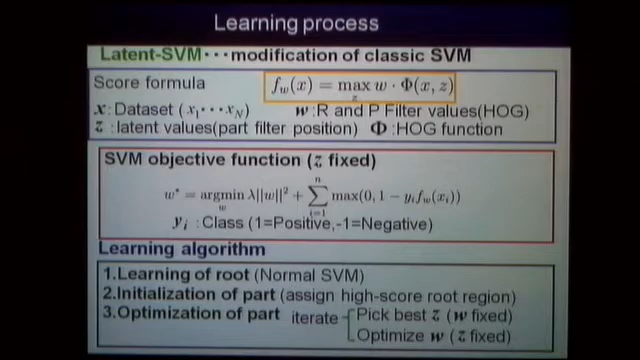 Learning process
Latent-SVM･･･modification of classic SVM
Score formula f_w(x) = max_z w · Φ(x, z)
x:Dataset (x_1･･･x_N) w:R and P Filter values(HOG)
z :latent values(part filter position) Φ:HOG function
SVM objective function (z fixed)
w* = argmin_w λ||w||² + ∑_{i=1}^{n} max(0, 1 − y_i f_w(x_i))
y_i :Class (1=Positive,-1=Negative)
Learning algorithm
1.Learning of root (Normal SVM)
2.Initialization of part (assign high-score root region)
3.Optimization of part iterate Pick best z (w fixed)
Optimize w (z fixed)